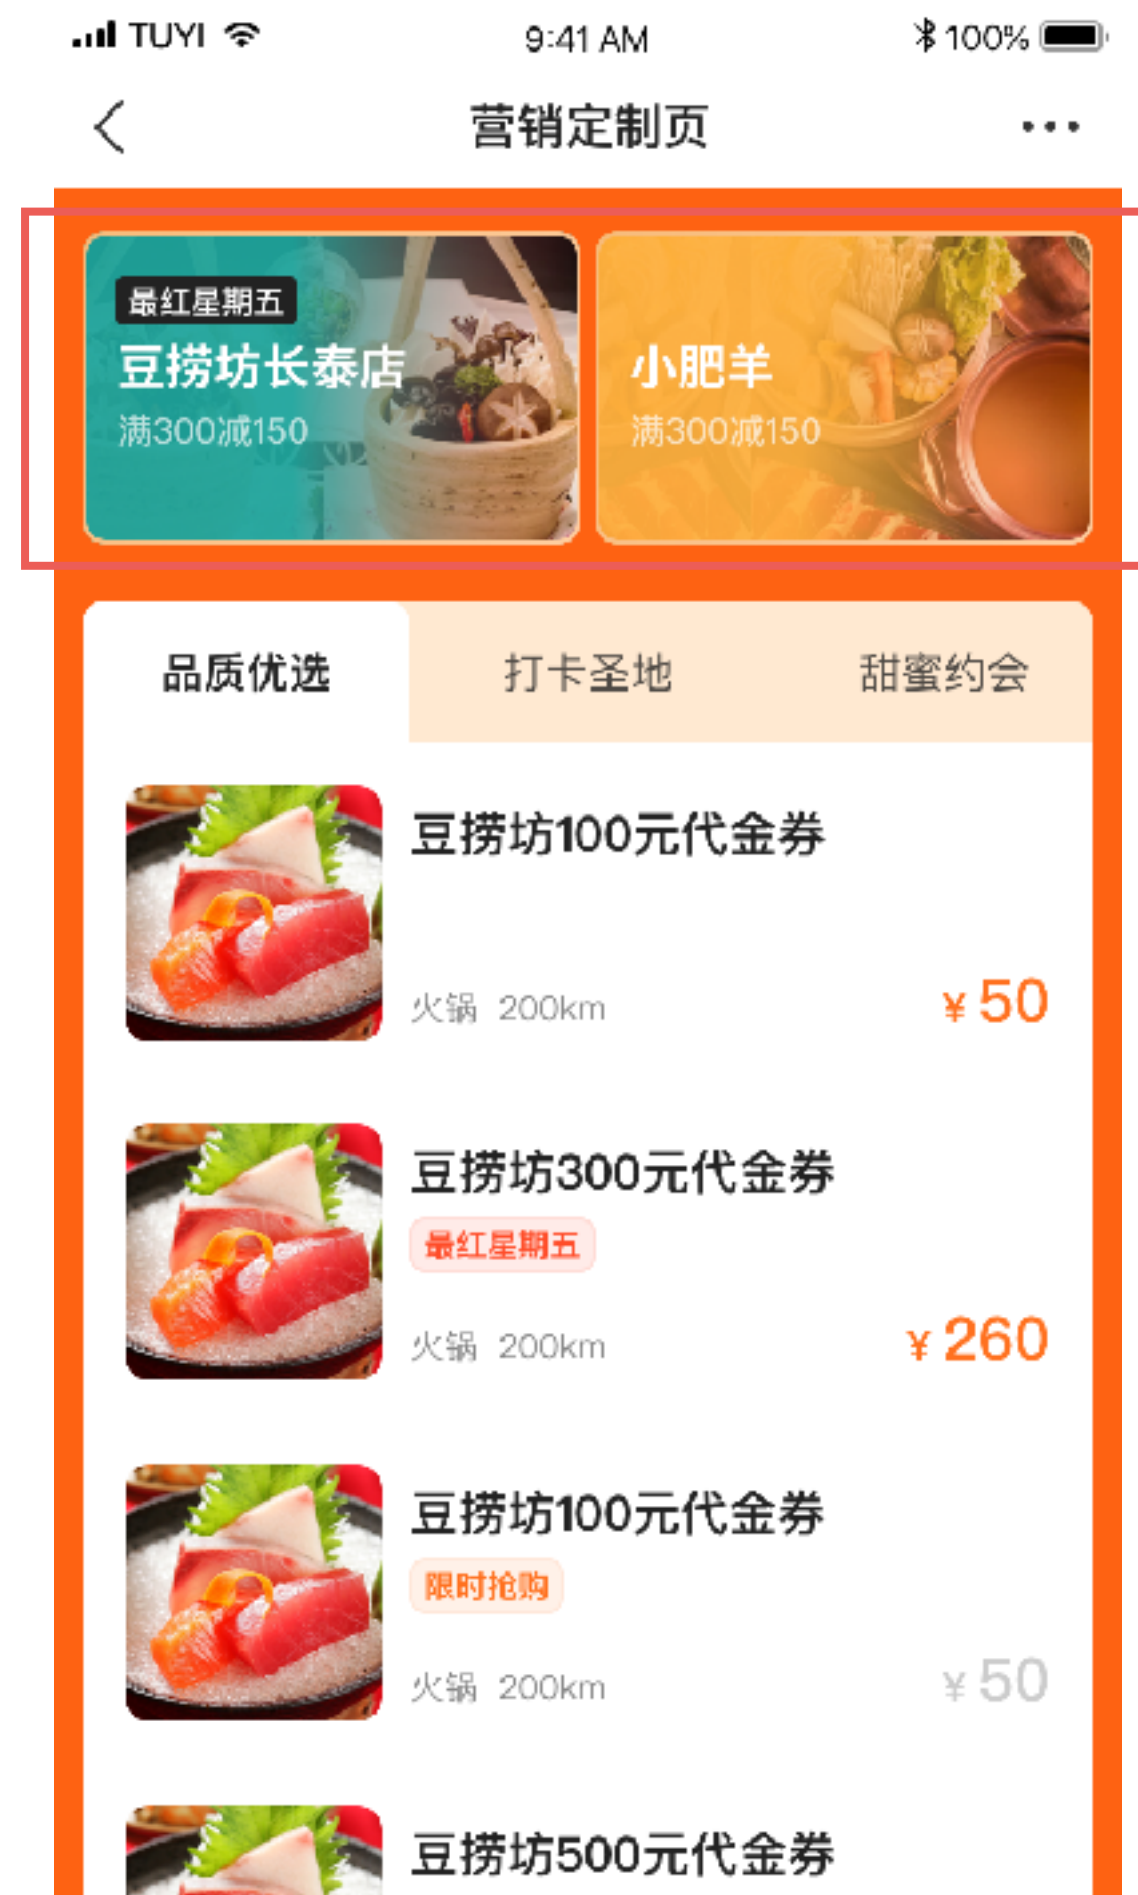 TUYI 9:41 AM 100%
营销定制页
最红星期五
豆捞坊长泰店
满300减150
小肥羊
满300减150
品质优选 打卡圣地 甜蜜约会
豆捞坊100元代金券
火锅 200km ¥50
豆捞坊300元代金券
最红星期五
火锅 200km ¥260
豆捞坊100元代金券
限时抢购
火锅 200km ¥50
豆捞坊500元代金券